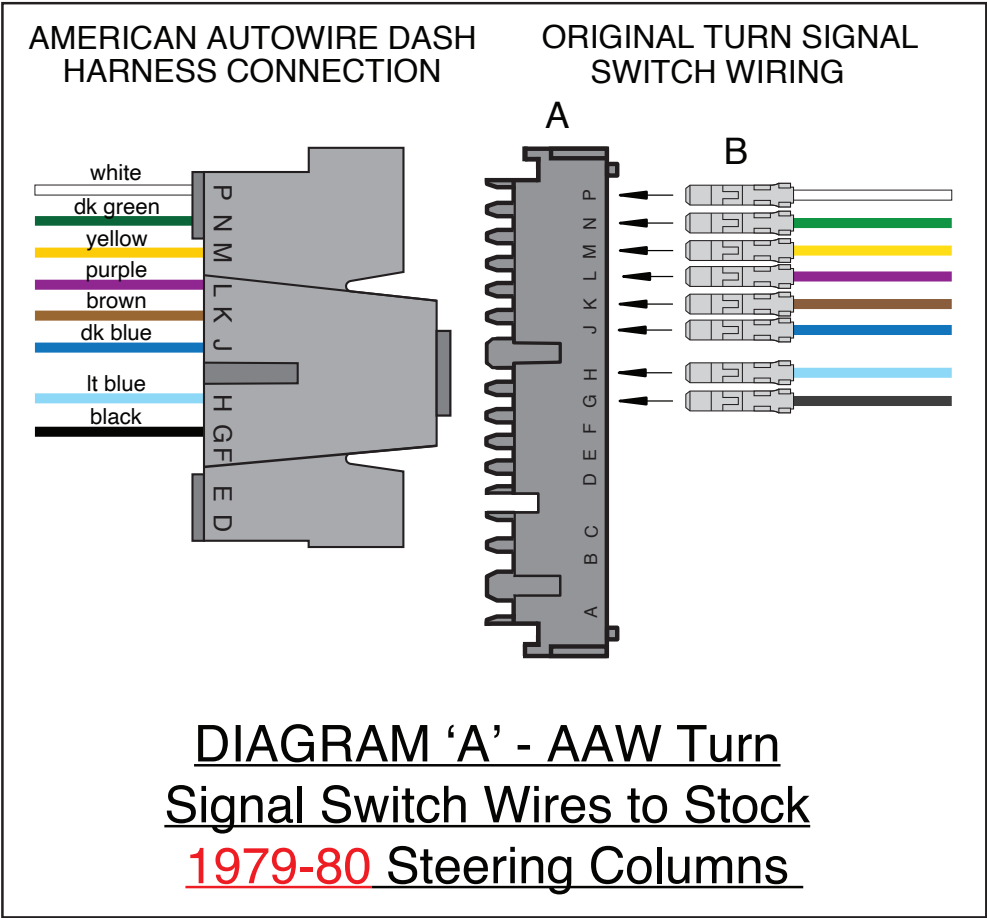 AMERICAN AUTOWIRE DASH
HARNESS CONNECTION
ORIGINAL TURN SIGNAL
SWITCH WIRING
A
B
white
dk green
yellow
purple
brown
dk blue
lt blue
black
P
N
M
L
K
J
H
G
F
E
D
P
N
M
L
K
J
H
G
F
E
D
C
B
A
DIAGRAM ‘A’ - AAW Turn
Signal Switch Wires to Stock
1979-80 Steering Columns